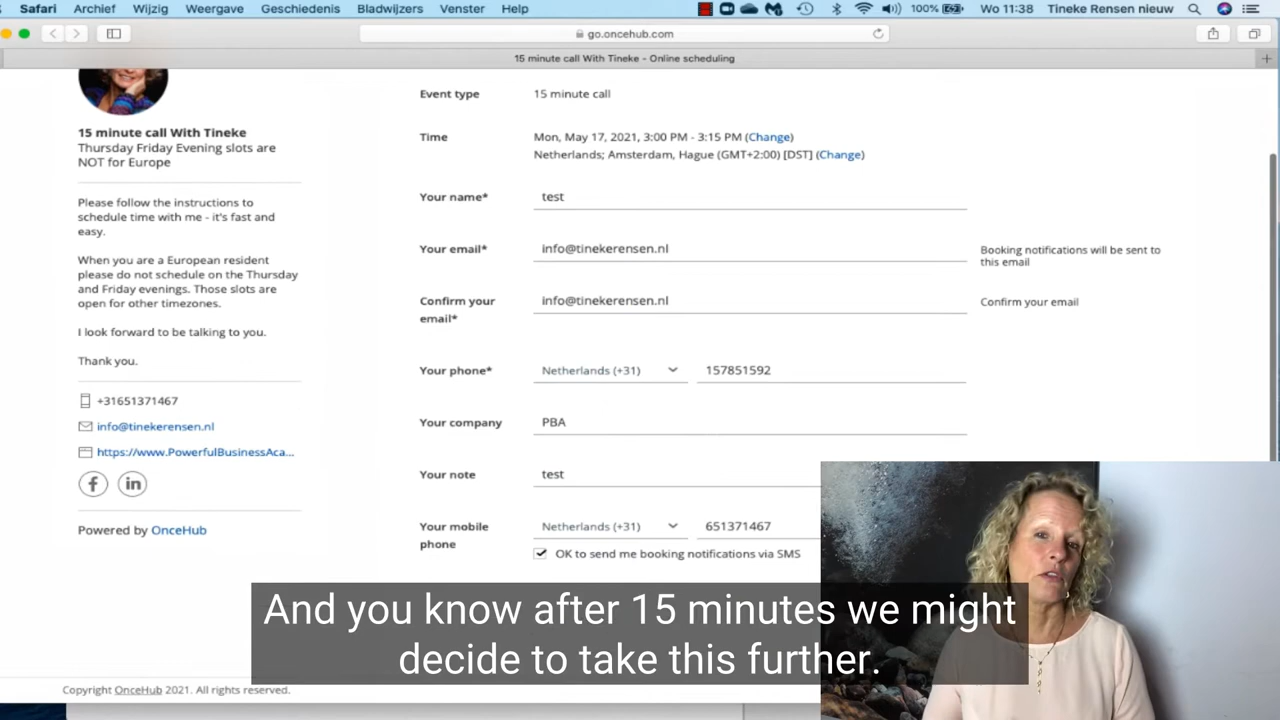 Safari Archief Wijzig Weergave Geschiedenis Bladwijzers Venster Help 100% Wo 11:38 Tineke Rensen nieuw
go.oncehub.com
15 minute call With Tineke - Online scheduling
15 minute call With Tineke
Thursday Friday Evening slots are
NOT for Europe
Please follow the instructions to
schedule time with me - it's fast and
easy.
When you are a European resident
please do not schedule on the Thursday
and Friday evenings. Those slots are
open for other timezones.
I look forward to be talking to you.
Thank you.
+31651371467
info@tinekerensen.nl
https://www.PowerfulBusinessAca...
f in
Powered by OnceHub
Event type 15 minute call
Time Mon, May 17, 2021, 3:00 PM - 3:15 PM (Change)
Netherlands; Amsterdam, Hague (GMT+2:00) [DST] (Change)
Your name* test
Your email* info@tinekerensen.nl
Booking notifications will be sent to
this email
Confirm your
email*
info@tinekerensen.nl
Confirm your email
Your phone* Netherlands (+31) 157851592
Your company PBA
Your note test
Your mobile
phone
Netherlands (+31) 651371467
OK to send me booking notifications via SMS
And you know after 15 minutes we might
decide to take this further.
Copyright OnceHub 2021. All rights reserved.